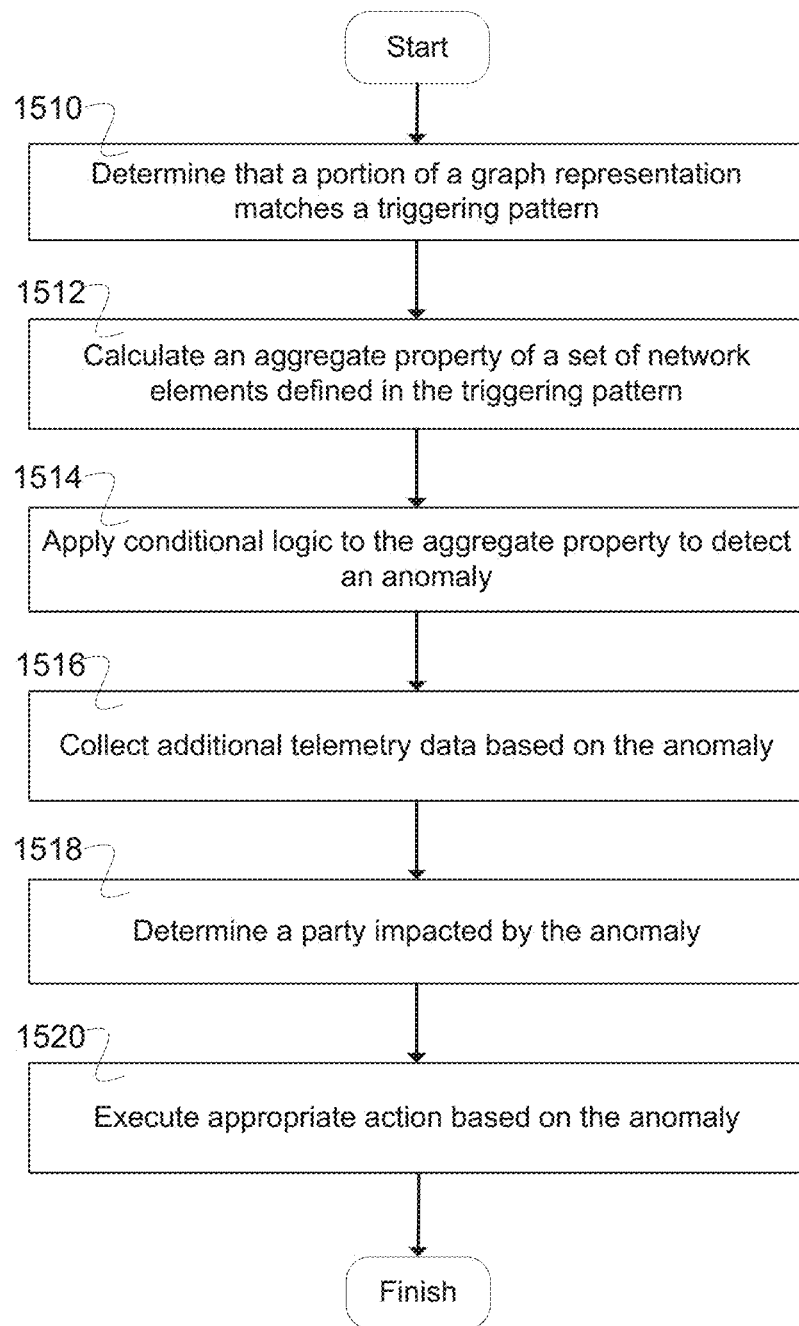 Start
1510
Determine that a portion of a graph representation
matches a triggering pattern
1512
Calculate an aggregate property of a set of network
elements defined in the triggering pattern
1514
Apply conditional logic to the aggregate property to detect
an anomaly
1516
Collect additional telemetry data based on the anomaly
1518
Determine a party impacted by the anomaly
1520
Execute appropriate action based on the anomaly
Finish